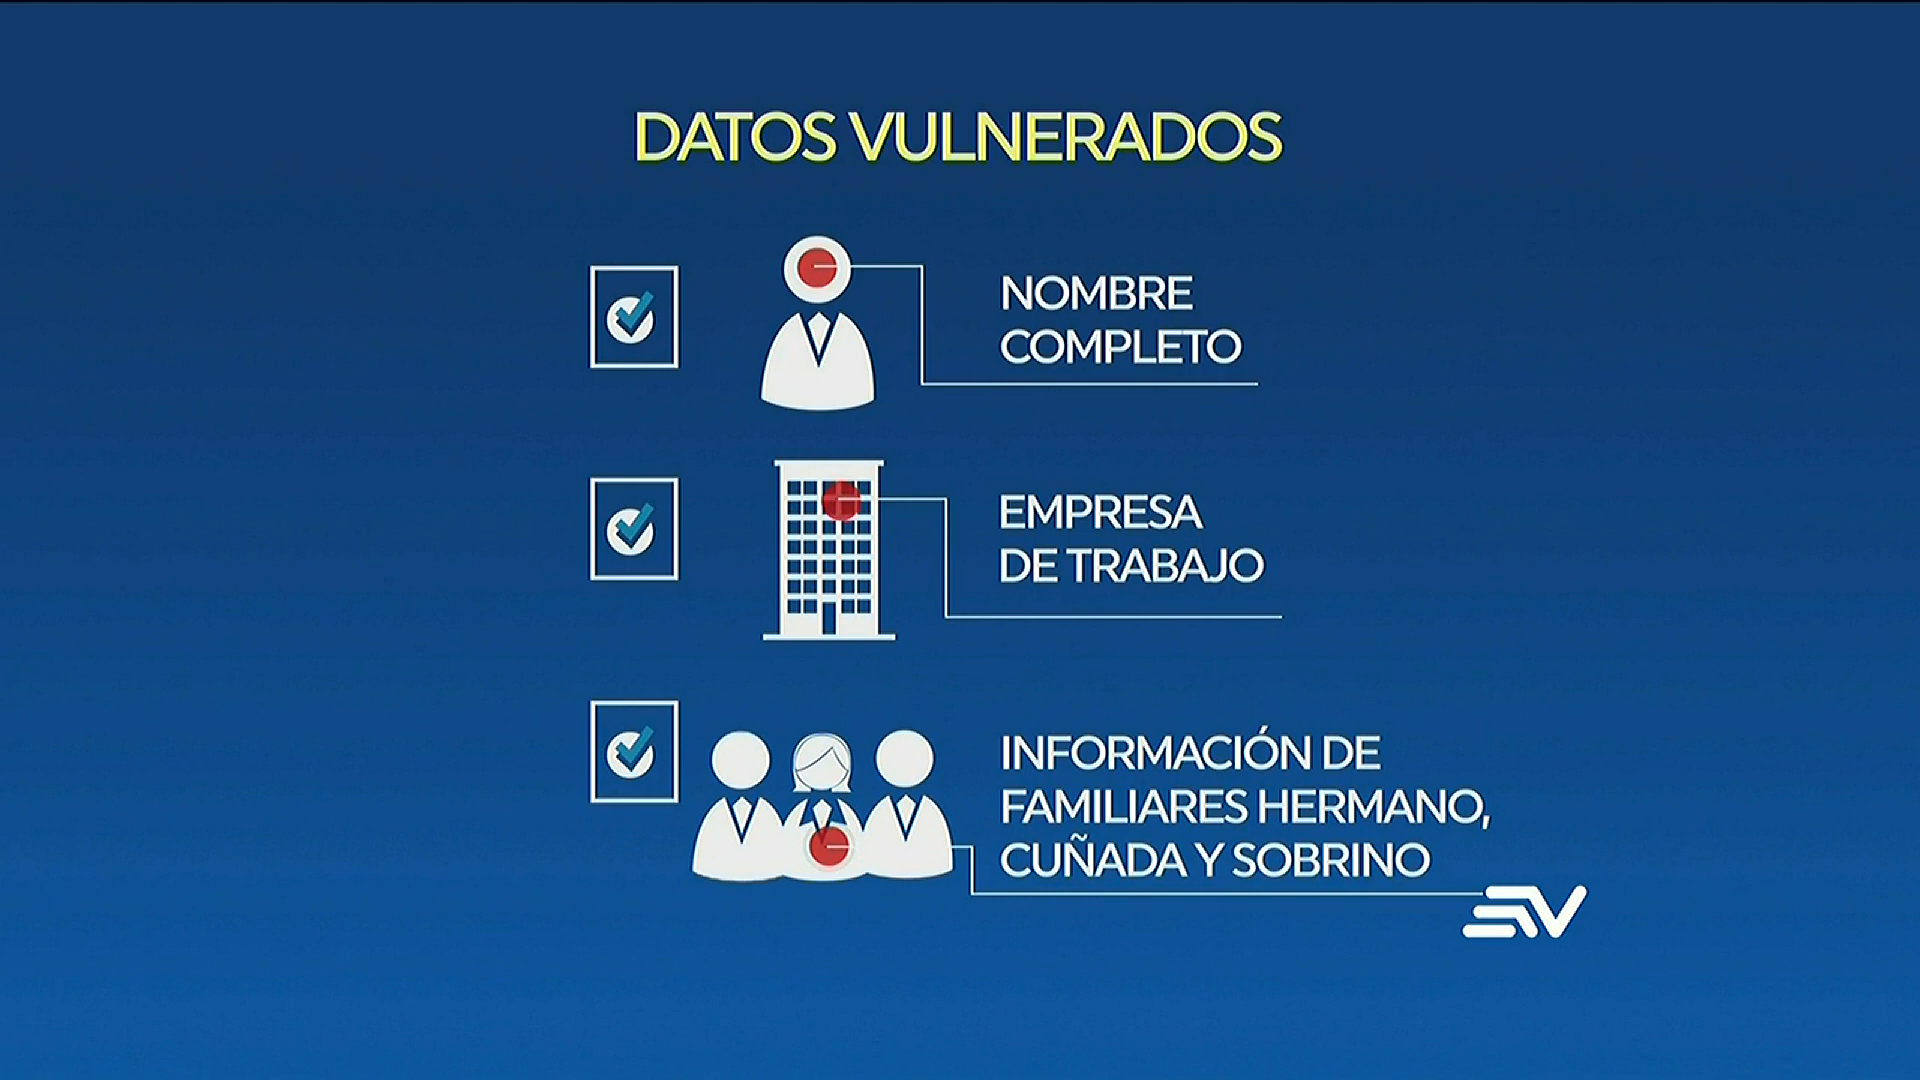 DATOS VULNERADOS
NOMBRE
COMPLETO
EMPRESA
DE TRABAJO
INFORMACIÓN DE
FAMILIARES HERMANO,
CUÑADA Y SOBRINO